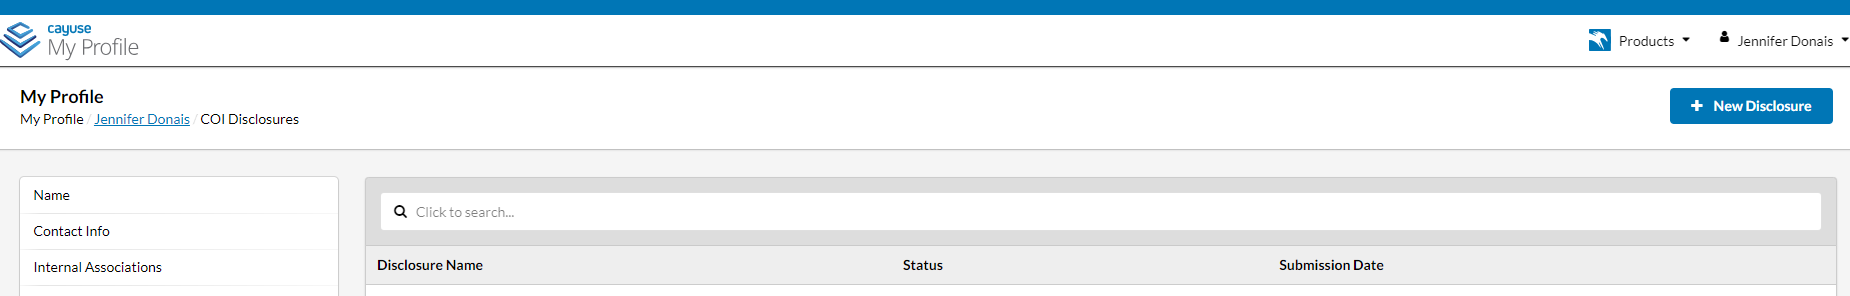 cayuse
My Profile
Products
Jennifer Donais
My Profile
My Profile / Jennifer Donais / COI Disclosures
+ New Disclosure
Name
Contact Info
Internal Associations
Click to search...
Disclosure Name Status Submission Date